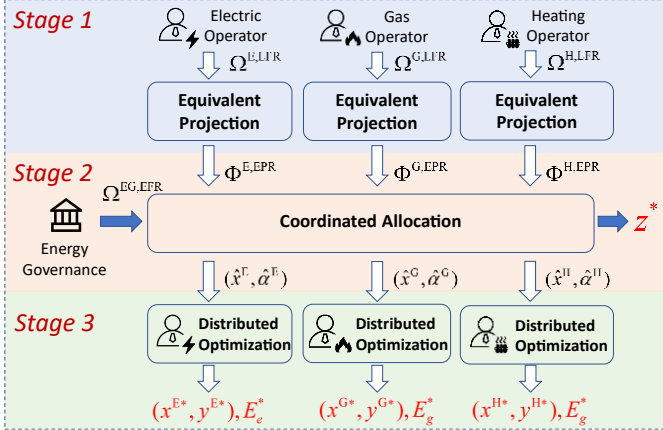 Stage 1
Electric Operator
Gas Operator
Heating Operator
Ω^{E,LFR}
Ω^{G,LFR}
Ω^{H,LFR}
Equivalent Projection
Equivalent Projection
Equivalent Projection
Stage 2
Φ^{E,EPR}
Φ^{G,EPR}
Φ^{H,EPR}
Ω^{EG,EFR}
Energy Governance
Coordinated Allocation
z*
(x̂^E, α̂^E)
(x̂^G, α̂^G)
(x̂^H, α̂^H)
Stage 3
Distributed Optimization
Distributed Optimization
Distributed Optimization
(x^{E*}, y^{E*}), E_e^*
(x^{G*}, y^{G*}), E_g^*
(x^{H*}, y^{H*}), E_g^*